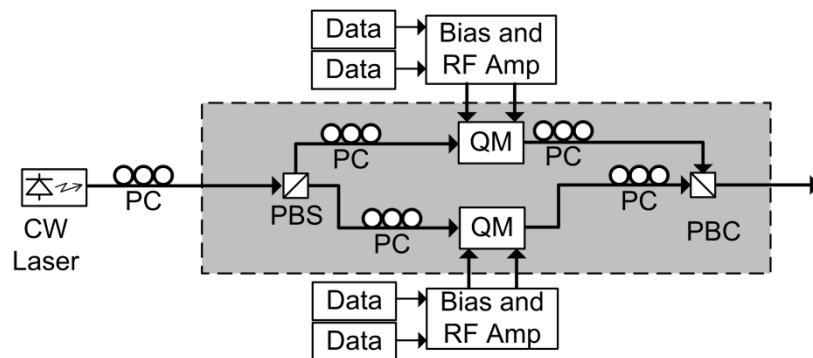 Data
Data
Bias and
RF Amp
PC
QM
PC
PC
CW
Laser
PBS
PC
QM
PC
PBC
Data
Data
Bias and
RF Amp